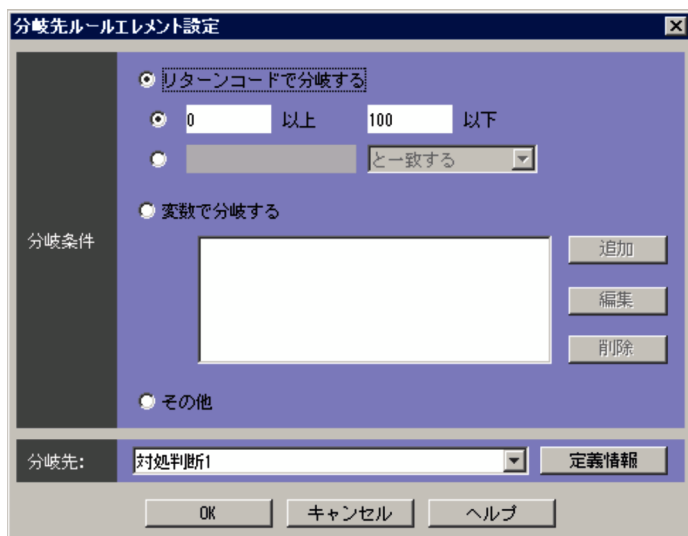 分岐先ルールエレメント設定
リターンコードで分岐する
0 以上 100 以下
と一致する
変数で分岐する
分岐条件
追加
編集
削除
その他
分岐先: 対処判断1 定義情報
OK キャンセル ヘルプ